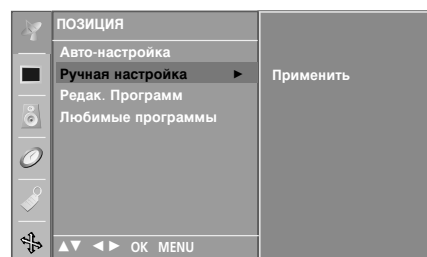 ПОЗИЦИЯ
Авто-настройка
Ручная настройка ►
Применить
Редак. Программ
Любимые программы
▲▼ ◄► OK MENU